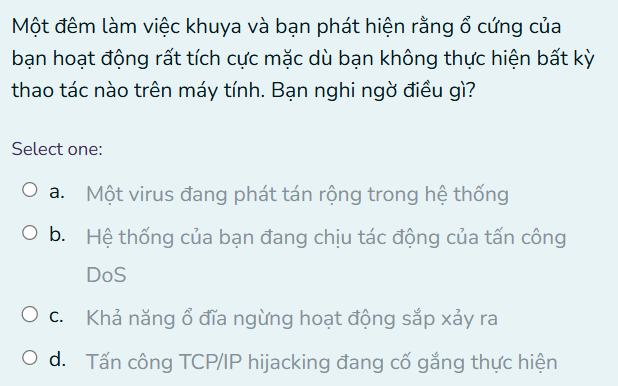 Một đêm làm việc khuya và bạn phát hiện rằng ổ cứng của
bạn hoạt động rất tích cực mặc dù bạn không thực hiện bất kỳ
thao tác nào trên máy tính. Bạn nghi ngờ điều gì?
Select one:
a. Một virus đang phát tán rộng trong hệ thống
b. Hệ thống của bạn đang chịu tác động của tấn công
DoS
c. Khả năng ổ đĩa ngừng hoạt động sắp xảy ra
d. Tấn công TCP/IP hijacking đang cố gắng thực hiện